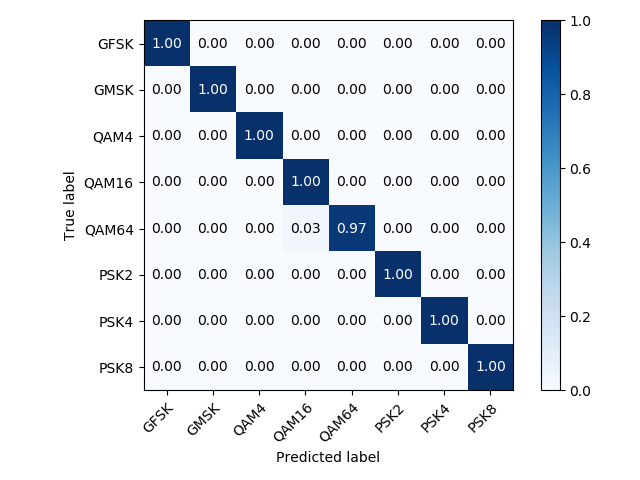 GFSK 1.00 0.00 0.00 0.00 0.00 0.00 0.00 0.00
GMSK 0.00 1.00 0.00 0.00 0.00 0.00 0.00 0.00
QAM4 0.00 0.00 1.00 0.00 0.00 0.00 0.00 0.00
QAM16 0.00 0.00 0.00 1.00 0.00 0.00 0.00 0.00
QAM64 0.00 0.00 0.00 0.03 0.97 0.00 0.00 0.00
PSK2 0.00 0.00 0.00 0.00 0.00 1.00 0.00 0.00
PSK4 0.00 0.00 0.00 0.00 0.00 0.00 1.00 0.00
PSK8 0.00 0.00 0.00 0.00 0.00 0.00 0.00 1.00
True label
GFSK GMSK QAM4 QAM16 QAM64 PSK2 PSK4 PSK8
Predicted label
1.0
0.8
0.6
0.4
0.2
0.0